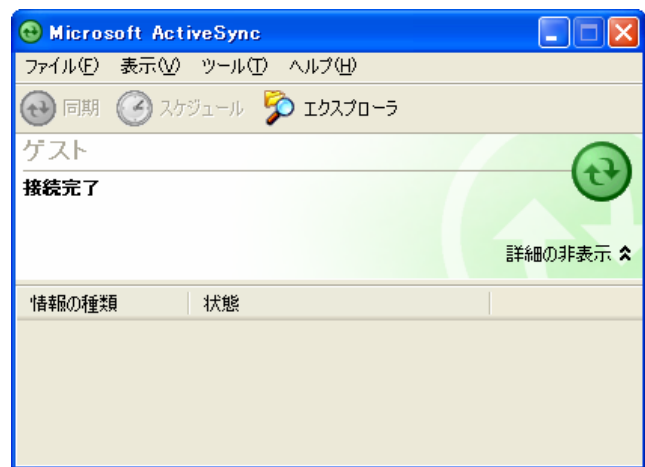 Microsoft ActiveSync
ファイル(F) 表示(V) ツール(T) ヘルプ(H)
同期 スケジュール エクスプローラ
ゲスト
接続完了
詳細の非表示
情報の種類 状態